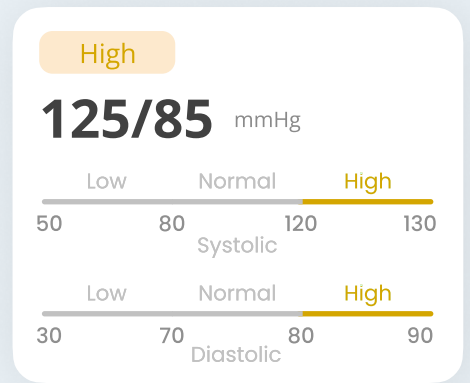 High
125/85 mmHg
Low Normal High
50 80 120 130
Systolic
Low Normal High
30 70 80 90
Diastolic